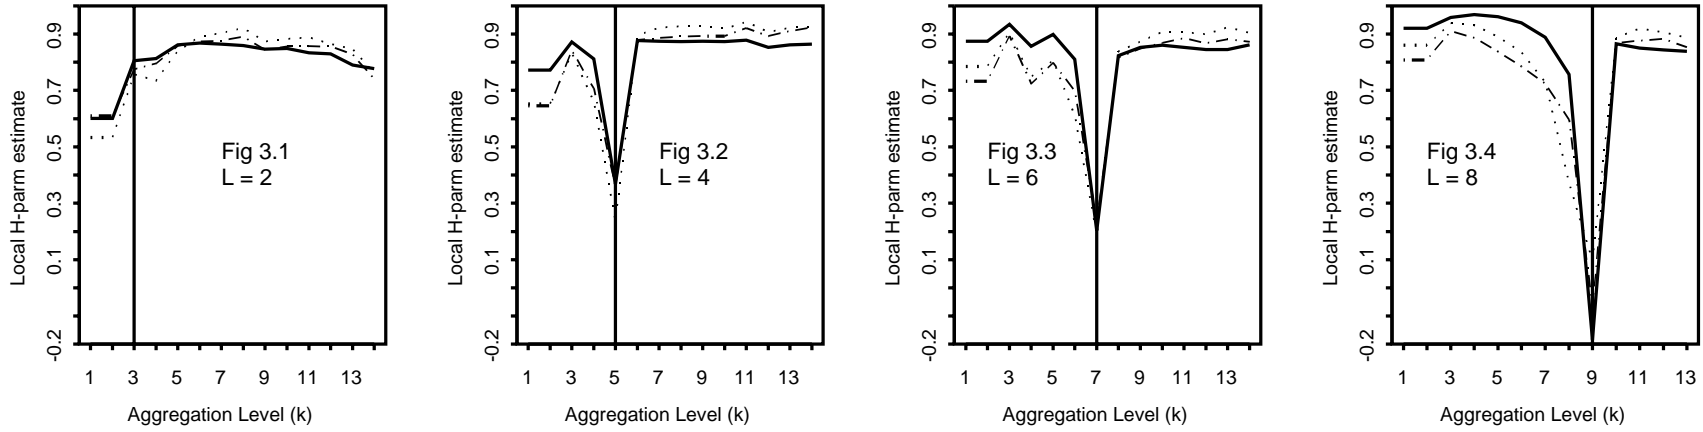 Local H-parm estimate
-0.2 0.1 0.3 0.5 0.7 0.9
Fig 3.1
L = 2
1 3 5 7 9 11 13
Aggregation Level (k)
Local H-parm estimate
-0.2 0.1 0.3 0.5 0.7 0.9
Fig 3.2
L = 4
1 3 5 7 9 11 13
Aggregation Level (k)
Local H-parm estimate
-0.2 0.1 0.3 0.5 0.7 0.9
Fig 3.3
L = 6
1 3 5 7 9 11 13
Aggregation Level (k)
Local H-parm estimate
-0.2 0.1 0.3 0.5 0.7 0.9
Fig 3.4
L = 8
1 3 5 7 9 11 13
Aggregation Level (k)